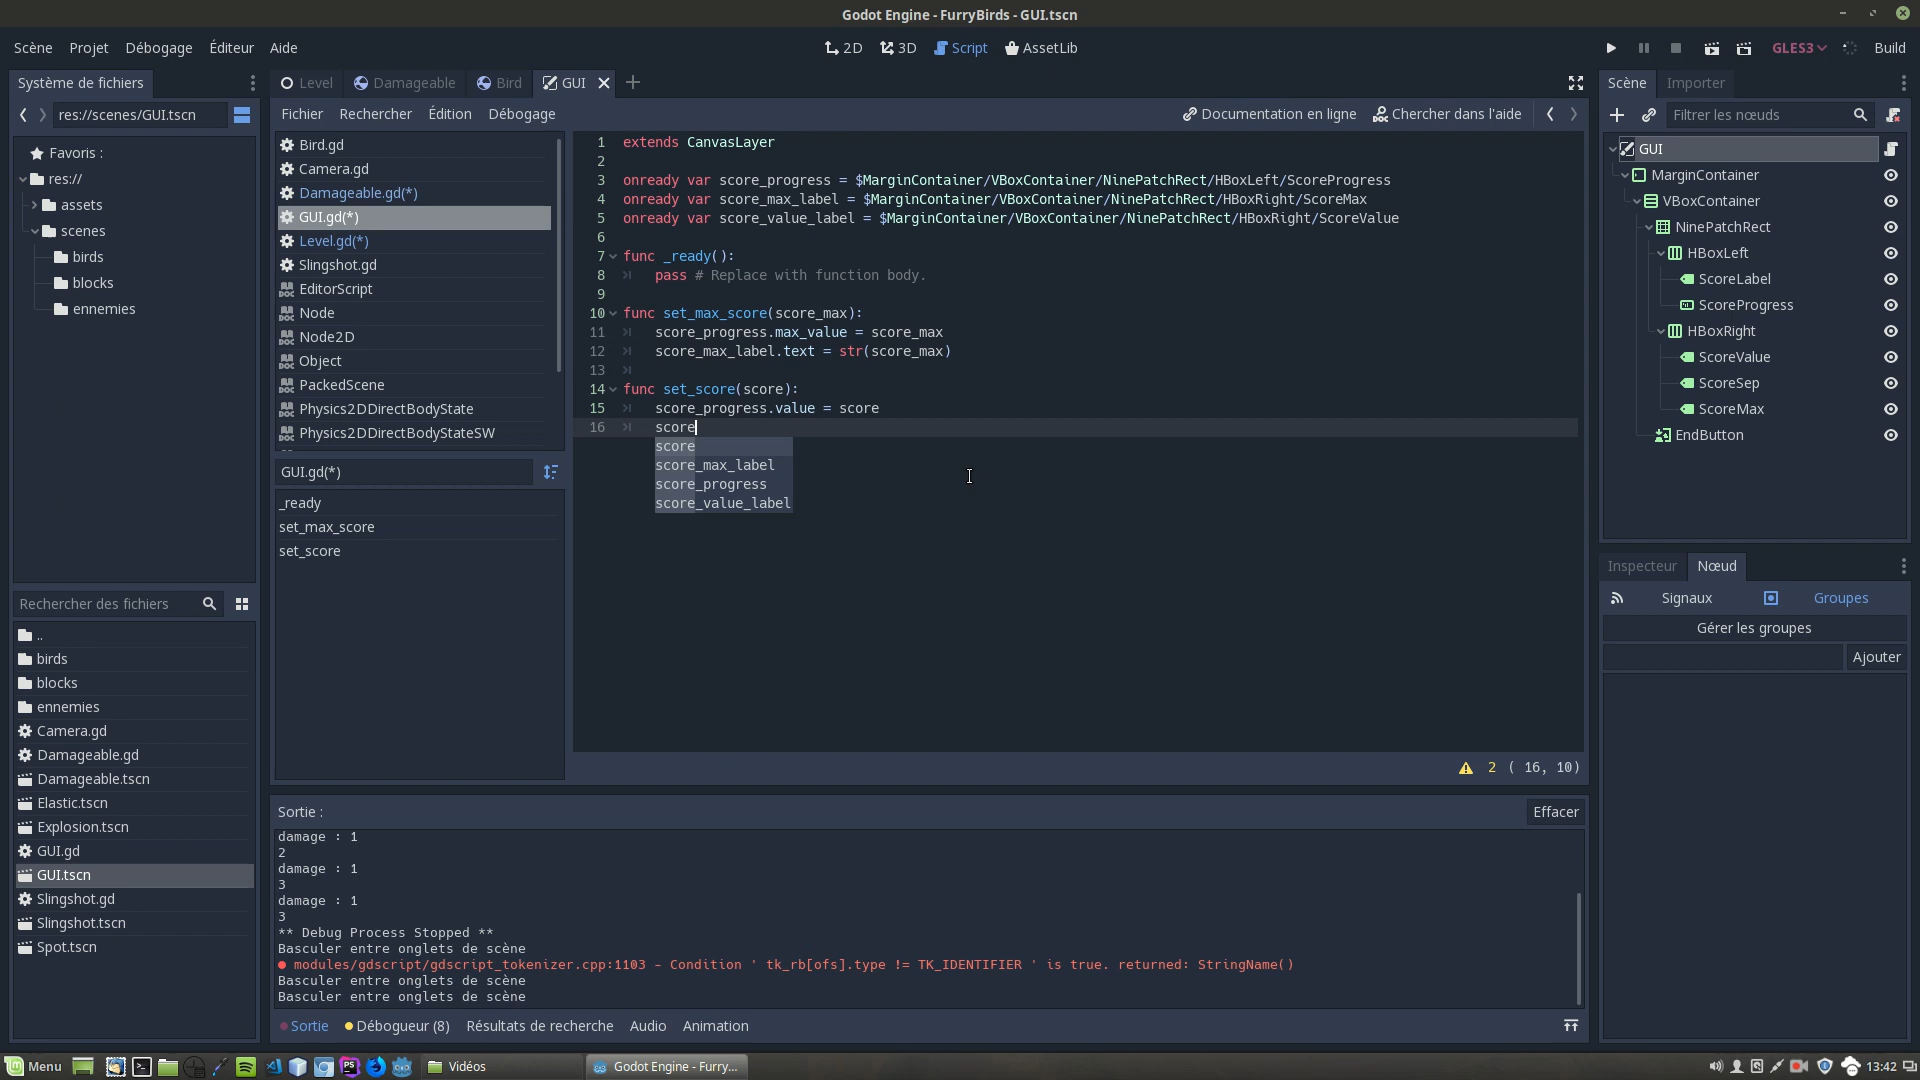 Godot Engine - FurryBirds - GUI.tscn
Scène Projet Débogage Éditeur Aide
2D 3D Script AssetLib
GLES3 Build
Système de fichiers
res://scenes/GUI.tscn
Favoris :
res://
assets
scenes
birds
blocks
ennemies
Rechercher des fichiers
..
birds
blocks
ennemies
Camera.gd
Damageable.gd
Damageable.tscn
Elastic.tscn
Explosion.tscn
GUI.gd
GUI.tscn
Slingshot.gd
Slingshot.tscn
Spot.tscn
Level Damageable Bird GUI
Fichier Rechercher Édition Débogage
Documentation en ligne Chercher dans l'aide
Bird.gd
Camera.gd
Damageable.gd(*)
GUI.gd(*)
Level.gd(*)
Slingshot.gd
EditorScript
Node
Node2D
Object
PackedScene
Physics2DDirectBodyState
Physics2DDirectBodyStateSW
GUI.gd(*)
_ready
set_max_score
set_score
1 extends CanvasLayer
2
3 onready var score_progress = $MarginContainer/VBoxContainer/NinePatchRect/HBoxLeft/ScoreProgress
4 onready var score_max_label = $MarginContainer/VBoxContainer/NinePatchRect/HBoxRight/ScoreMax
5 onready var score_value_label = $MarginContainer/VBoxContainer/NinePatchRect/HBoxRight/ScoreValue
6
7 func _ready():
8 pass # Replace with function body.
9
10 func set_max_score(score_max):
11 score_progress.max_value = score_max
12 score_max_label.text = str(score_max)
13
14 func set_score(score):
15 score_progress.value = score
16 score
score
score_max_label
score_progress
score_value_label
2 ( 16, 10)
Sortie :
Effacer
damage : 1
2
damage : 1
3
damage : 1
3
** Debug Process Stopped **
Basculer entre onglets de scène
modules/gdscript/gdscript_tokenizer.cpp:1103 - Condition ' tk_rb[ofs].type != TK_IDENTIFIER ' is true. returned: StringName()
Basculer entre onglets de scène
Basculer entre onglets de scène
Sortie Débogueur (8) Résultats de recherche Audio Animation
Scène Importer
Filtrer les nœuds
GUI
MarginContainer
VBoxContainer
NinePatchRect
HBoxLeft
ScoreLabel
ScoreProgress
HBoxRight
ScoreValue
ScoreSep
ScoreMax
EndButton
Inspecteur Nœud
Signaux Groupes
Gérer les groupes
Ajouter
Menu
Vidéos
Godot Engine - Furry...
13:42